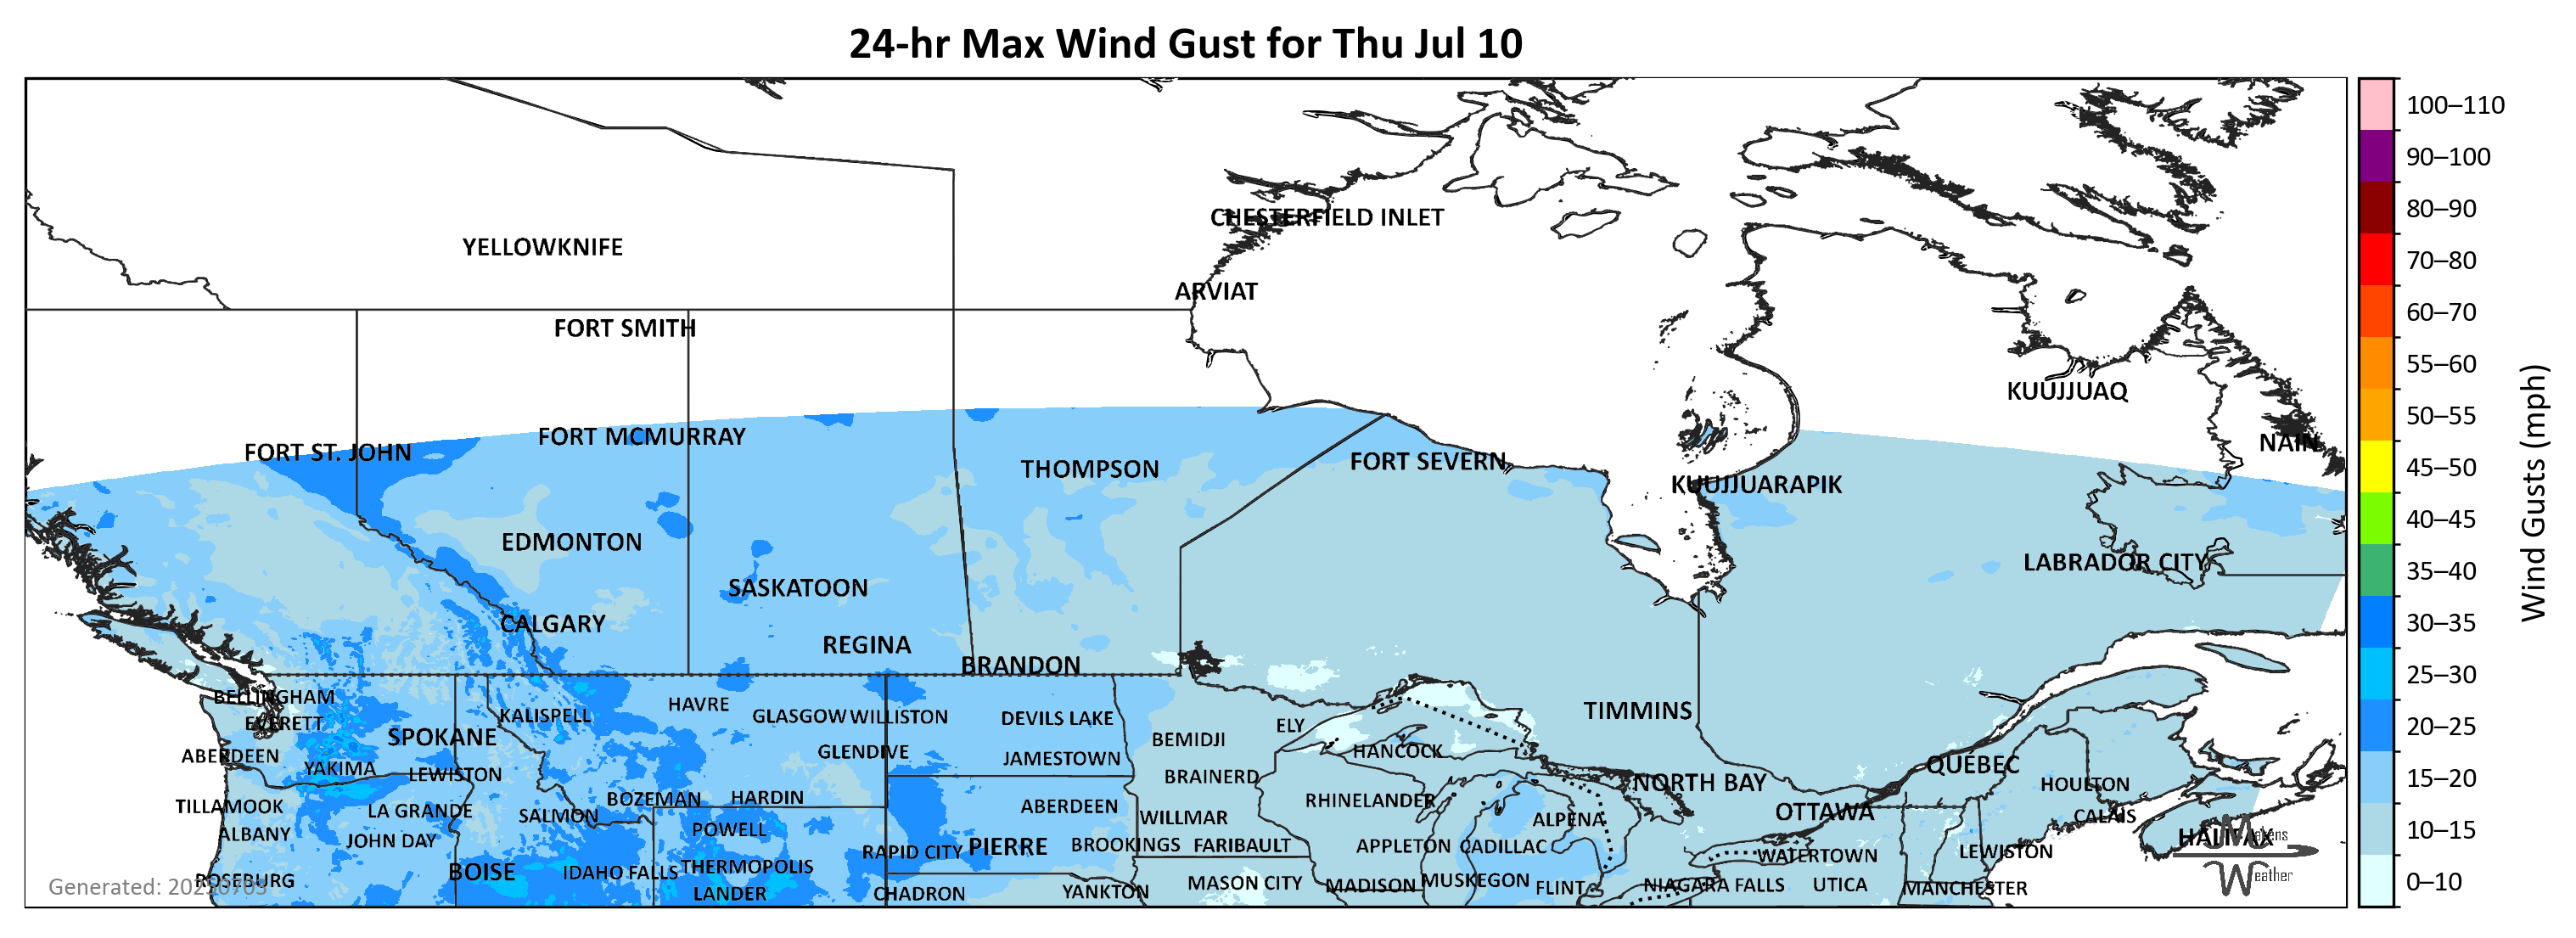 24-hr Max Wind Gust for Thu Jul 10
100–110
90–100
80–90
70–80
60–70
55–60
50–55
45–50
40–45
35–40
30–35
25–30
20–25
15–20
10–15
0–10
Wind Gusts (mph)
CHESTERFIELD INLET
YELLOWKNIFE
ARVIAT
FORT SMITH
KUUJJUAQ
FORT MCMURRAY
NAIN
FORT ST. JOHN
FORT SEVERN
THOMPSON
KUUJJUARAPIK
EDMONTON
LABRADOR CITY
SASKATOON
CALGARY
REGINA
BRANDON
BELLINGHAM
HAVRE
TIMMINS
KALISPELL
GLASGOW
WILLISTON
DEVILS LAKE
EVERETT
ELY
SPOKANE
BEMIDJI
GLENDIVE
HANCOCK
ABERDEEN
JAMESTOWN
QUÉBEC
YAKIMA
LEWISTON
BRAINERD
NORTH BAY
HOULTON
BOZEMAN
HARDIN
RHINELANDER
TILLAMOOK
ABERDEEN
LA GRANDE
OTTAWA
SALMON
CALAIS
WILLMAR
ALPENA
POWELL
ALBANY
HALIFAX
Makens
JOHN DAY
BROOKINGS
FARIBAULT
APPLETON
CADILLAC
PIERRE
RAPID CITY
LEWISTON
WATERTOWN
THERMOPOLIS
BOISE
IDAHO FALLS
Weather
ROSEBURG
MUSKEGON
MASON CITY
MADISON
NIAGARA FALLS
UTICA
FLINT
MANCHESTER
Generated: 20250703
YANKTON
LANDER
CHADRON